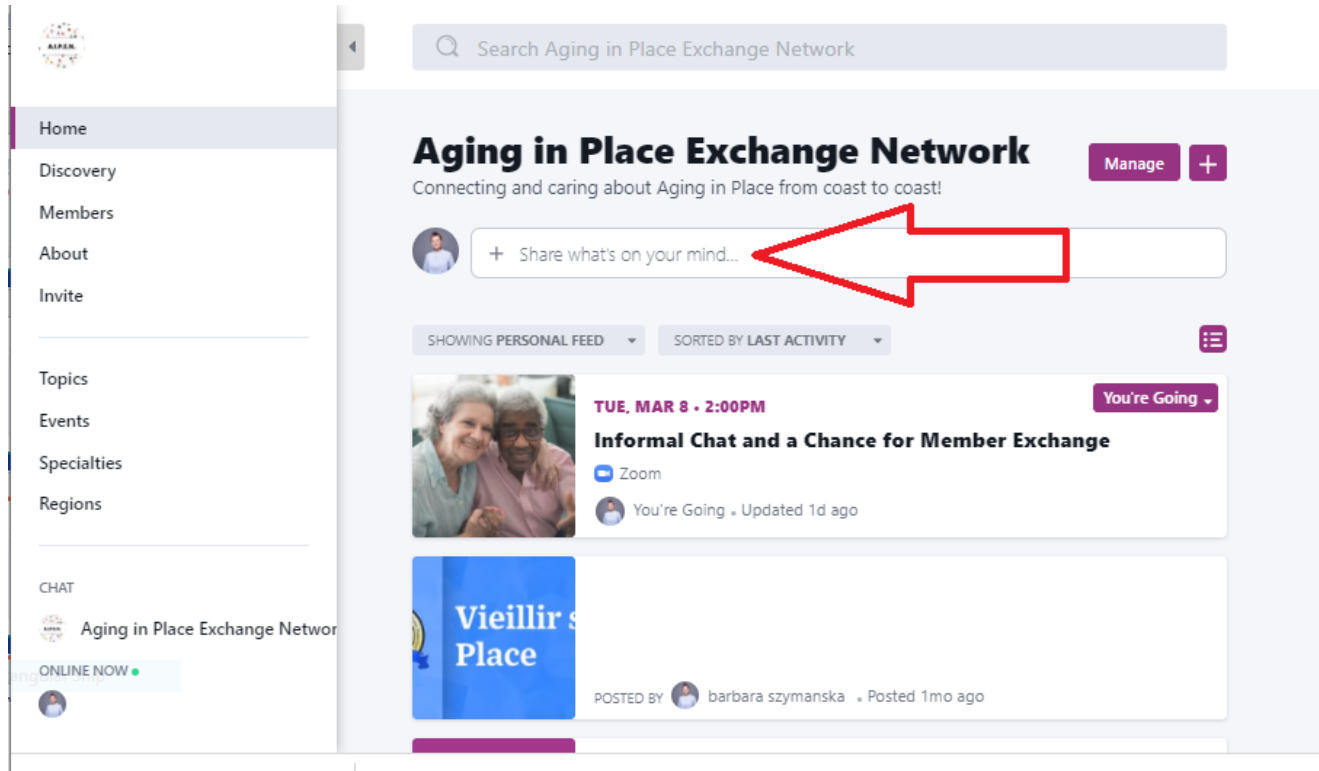 A.I.P.E.N.
Search Aging in Place Exchange Network
Home
Discovery
Members
About
Invite
Topics
Events
Specialties
Regions
CHAT
Aging in Place Exchange Networ
ONLINE NOW
Aging in Place Exchange Network
Manage
Connecting and caring about Aging in Place from coast to coast!
+ Share what's on your mind...
SHOWING PERSONAL FEED
SORTED BY LAST ACTIVITY
TUE, MAR 8 • 2:00PM
You're Going
Informal Chat and a Chance for Member Exchange
Zoom
You're Going • Updated 1d ago
Vieillir s
Place
POSTED BY barbara szymanska • Posted 1mo ago